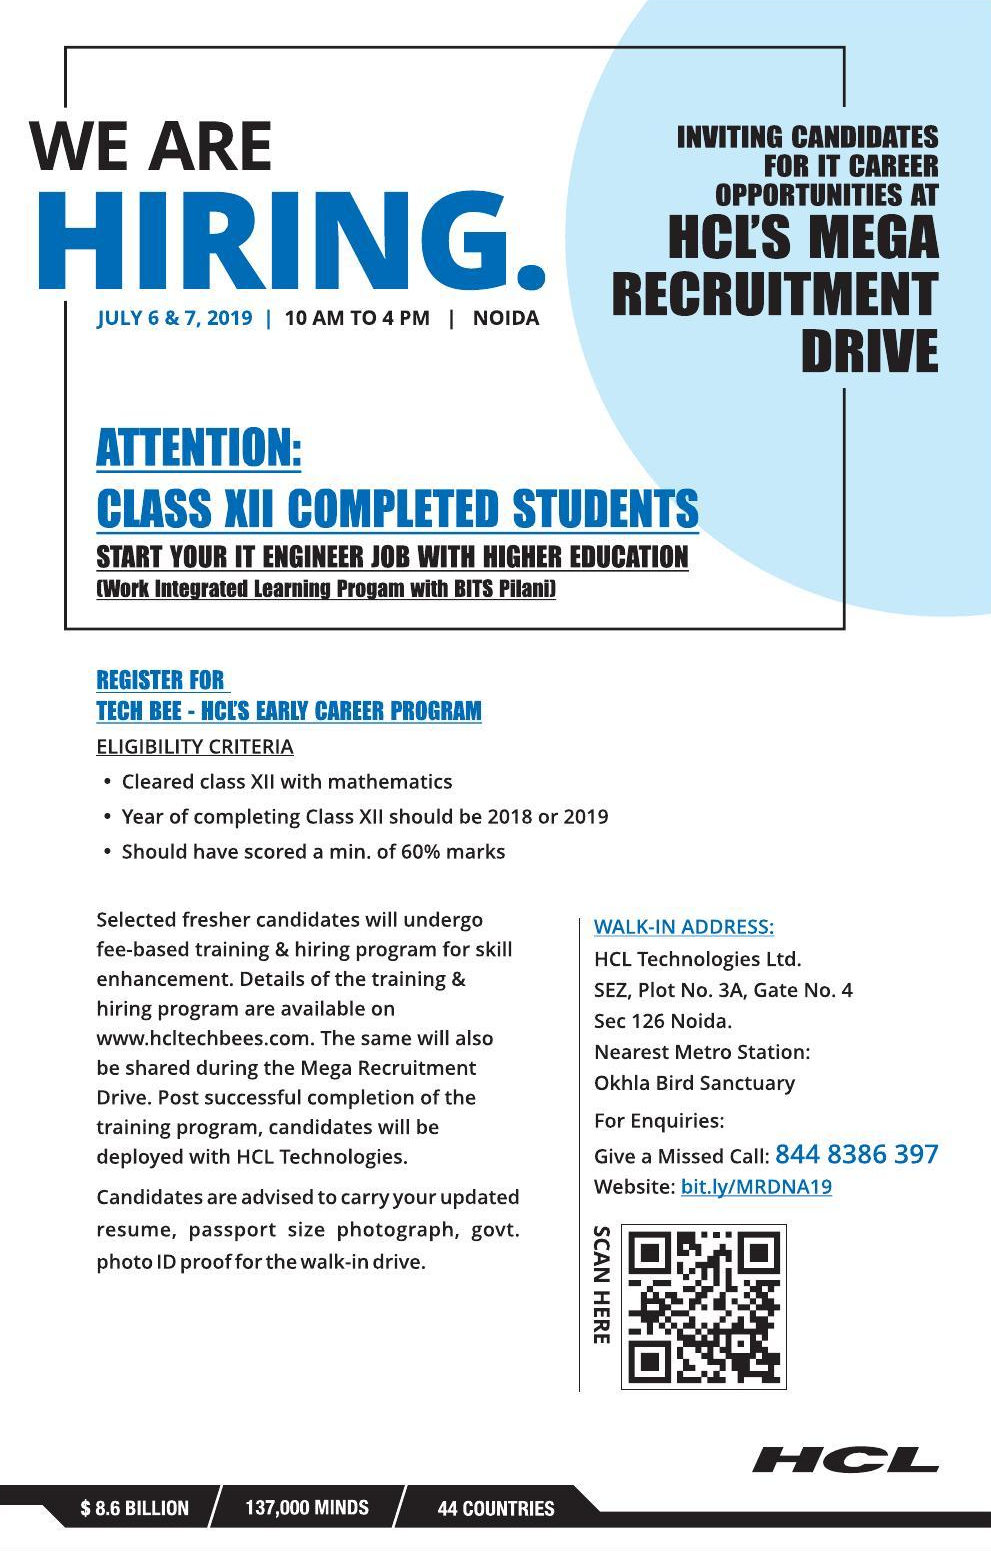 WE ARE
HIRING.
JULY 6 & 7, 2019 | 10 AM TO 4 PM | NOIDA
INVITING CANDIDATES
FOR IT CAREER
OPPORTUNITIES AT
HCL'S MEGA
RECRUITMENT
DRIVE
ATTENTION:
CLASS XII COMPLETED STUDENTS
START YOUR IT ENGINEER JOB WITH HIGHER EDUCATION
(Work Integrated Learning Progam with BITS Pilani)
REGISTER FOR
TECH BEE - HCL'S EARLY CAREER PROGRAM
ELIGIBILITY CRITERIA
• Cleared class XII with mathematics
• Year of completing Class XII should be 2018 or 2019
• Should have scored a min. of 60% marks
Selected fresher candidates will undergo
fee-based training & hiring program for skill
enhancement. Details of the training &
hiring program are available on
www.hcltechbees.com. The same will also
be shared during the Mega Recruitment
Drive. Post successful completion of the
training program, candidates will be
deployed with HCL Technologies.
Candidates are advised to carry your updated
resume, passport size photograph, govt.
photo ID proof for the walk-in drive.
WALK-IN ADDRESS:
HCL Technologies Ltd.
SEZ, Plot No. 3A, Gate No. 4
Sec 126 Noida.
Nearest Metro Station:
Okhla Bird Sanctuary
For Enquiries:
Give a Missed Call: 844 8386 397
Website: bit.ly/MRDNA19
SCAN HERE
HCL
$ 8.6 BILLION / 137,000 MINDS / 44 COUNTRIES